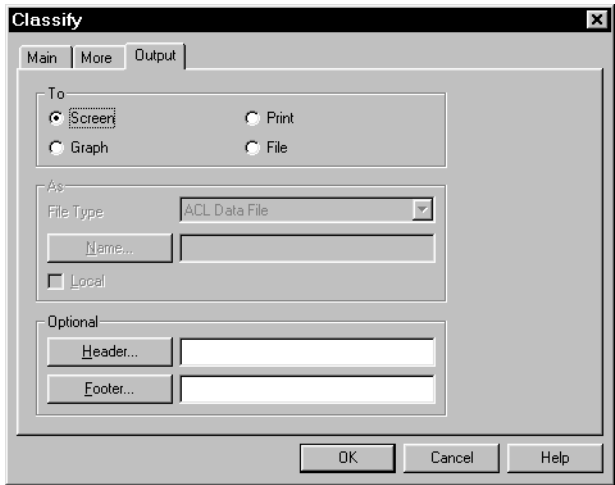 Classify
Main More Output
To
Screen Print
Graph File
As
File Type ACL Data File
Name...
Local
Optional
Header...
Footer...
OK Cancel Help